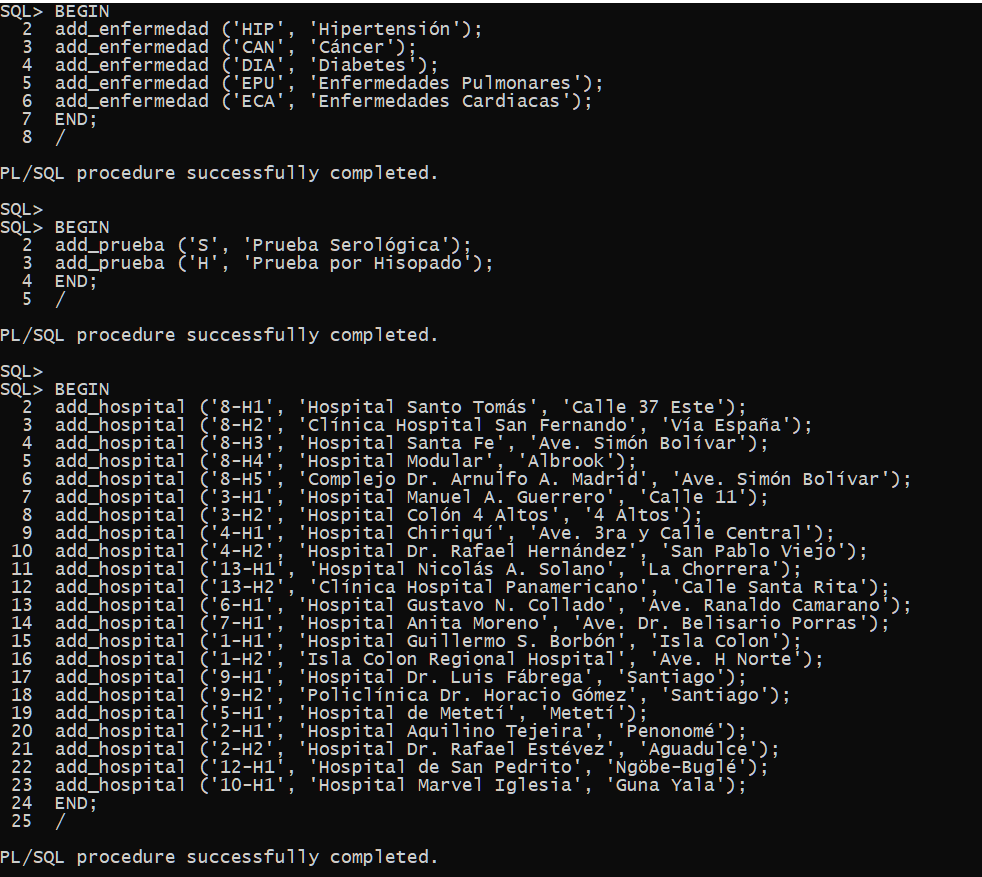 SQL> BEGIN
  2  add_enfermedad ('HIP', 'Hipertensión');
  3  add_enfermedad ('CAN', 'Cáncer');
  4  add_enfermedad ('DIA', 'Diabetes');
  5  add_enfermedad ('EPU', 'Enfermedades Pulmonares');
  6  add_enfermedad ('ECA', 'Enfermedades Cardiacas');
  7  END;
  8  /
PL/SQL procedure successfully completed.
SQL>
SQL> BEGIN
  2  add_prueba ('S', 'Prueba Serológica');
  3  add_prueba ('H', 'Prueba por Hisopado');
  4  END;
  5  /
PL/SQL procedure successfully completed.
SQL>
SQL> BEGIN
  2  add_hospital ('8-H1', 'Hospital Santo Tomás', 'Calle 37 Este');
  3  add_hospital ('8-H2', 'Clínica Hospital San Fernando', 'Vía España');
  4  add_hospital ('8-H3', 'Hospital Santa Fe', 'Ave. Simón Bolívar');
  5  add_hospital ('8-H4', 'Hospital Modular', 'Albrook');
  6  add_hospital ('8-H5', 'Complejo Dr. Arnulfo A. Madrid', 'Ave. Simón Bolívar');
  7  add_hospital ('3-H1', 'Hospital Manuel A. Guerrero', 'Calle 11');
  8  add_hospital ('3-H2', 'Hospital Colón 4 Altos', '4 Altos');
  9  add_hospital ('4-H1', 'Hospital Chiriquí', 'Ave. 3ra y Calle Central');
 10  add_hospital ('4-H2', 'Hospital Dr. Rafael Hernández', 'San Pablo Viejo');
 11  add_hospital ('13-H1', 'Hospital Nicolás A. Solano', 'La Chorrera');
 12  add_hospital ('13-H2', 'Clínica Hospital Panamericano', 'Calle Santa Rita');
 13  add_hospital ('6-H1', 'Hospital Gustavo N. Collado', 'Ave. Ranaldo Camarano');
 14  add_hospital ('7-H1', 'Hospital Anita Moreno', 'Ave. Dr. Belisario Porras');
 15  add_hospital ('1-H1', 'Hospital Guillermo S. Borbón', 'Isla Colon');
 16  add_hospital ('1-H2', 'Isla Colon Regional Hospital', 'Ave. H Norte');
 17  add_hospital ('9-H1', 'Hospital Dr. Luis Fábrega', 'Santiago');
 18  add_hospital ('9-H2', 'Policlínica Dr. Horacio Gómez', 'Santiago');
 19  add_hospital ('5-H1', 'Hospital de Metetí', 'Metetí');
 20  add_hospital ('2-H1', 'Hospital Aquilino Tejeira', 'Penonomé');
 21  add_hospital ('2-H2', 'Hospital Dr. Rafael Estévez', 'Aguadulce');
 22  add_hospital ('12-H1', 'Hospital de San Pedrito', 'Ngöbe-Buglé');
 23  add_hospital ('10-H1', 'Hospital Marvel Iglesia', 'Guna Yala');
 24  END;
 25  /
PL/SQL procedure successfully completed.